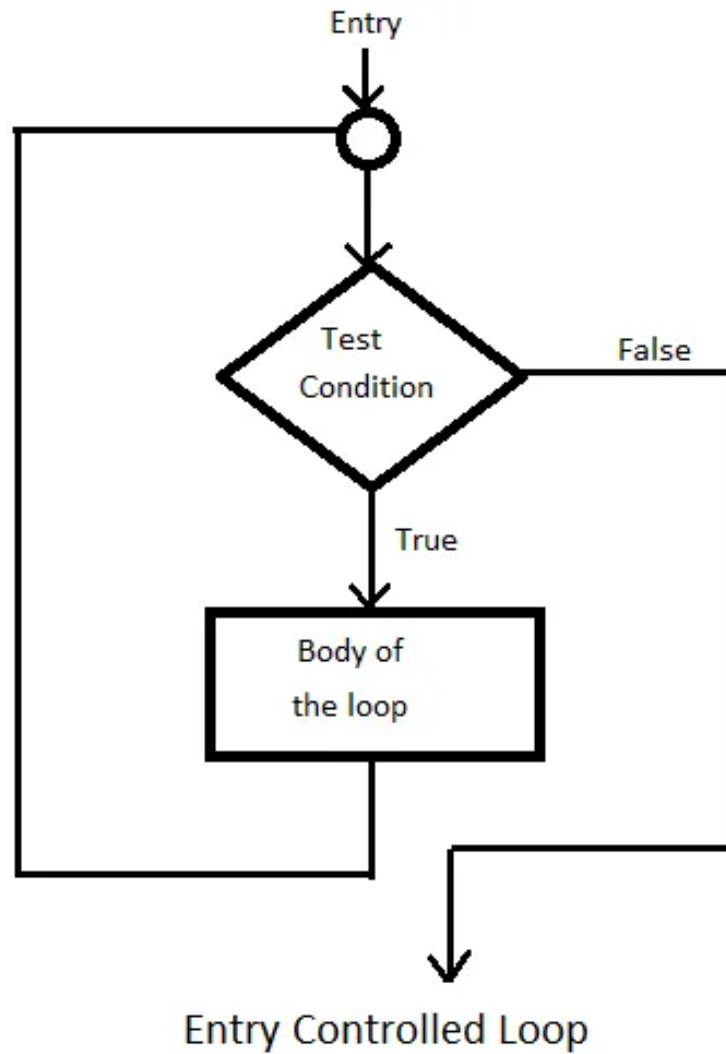 Entry
Test
Condition
False
True
Body of
the loop
Entry Controlled Loop